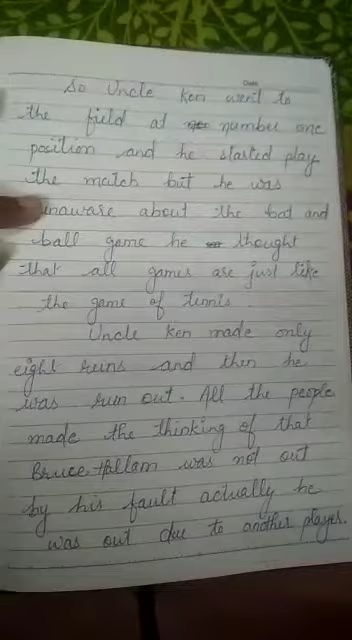 Date
So Uncle Ken went to
the field at number one
position and he started play
the match but he was
unaware about the bat and
ball game he thought
that all games are just like
the game of tennis.
Uncle Ken made only
eight runs and then he
was run out. All the people
made the thinking of that
Bruce Hallam was not out
by his fault actually he
was out due to another player.